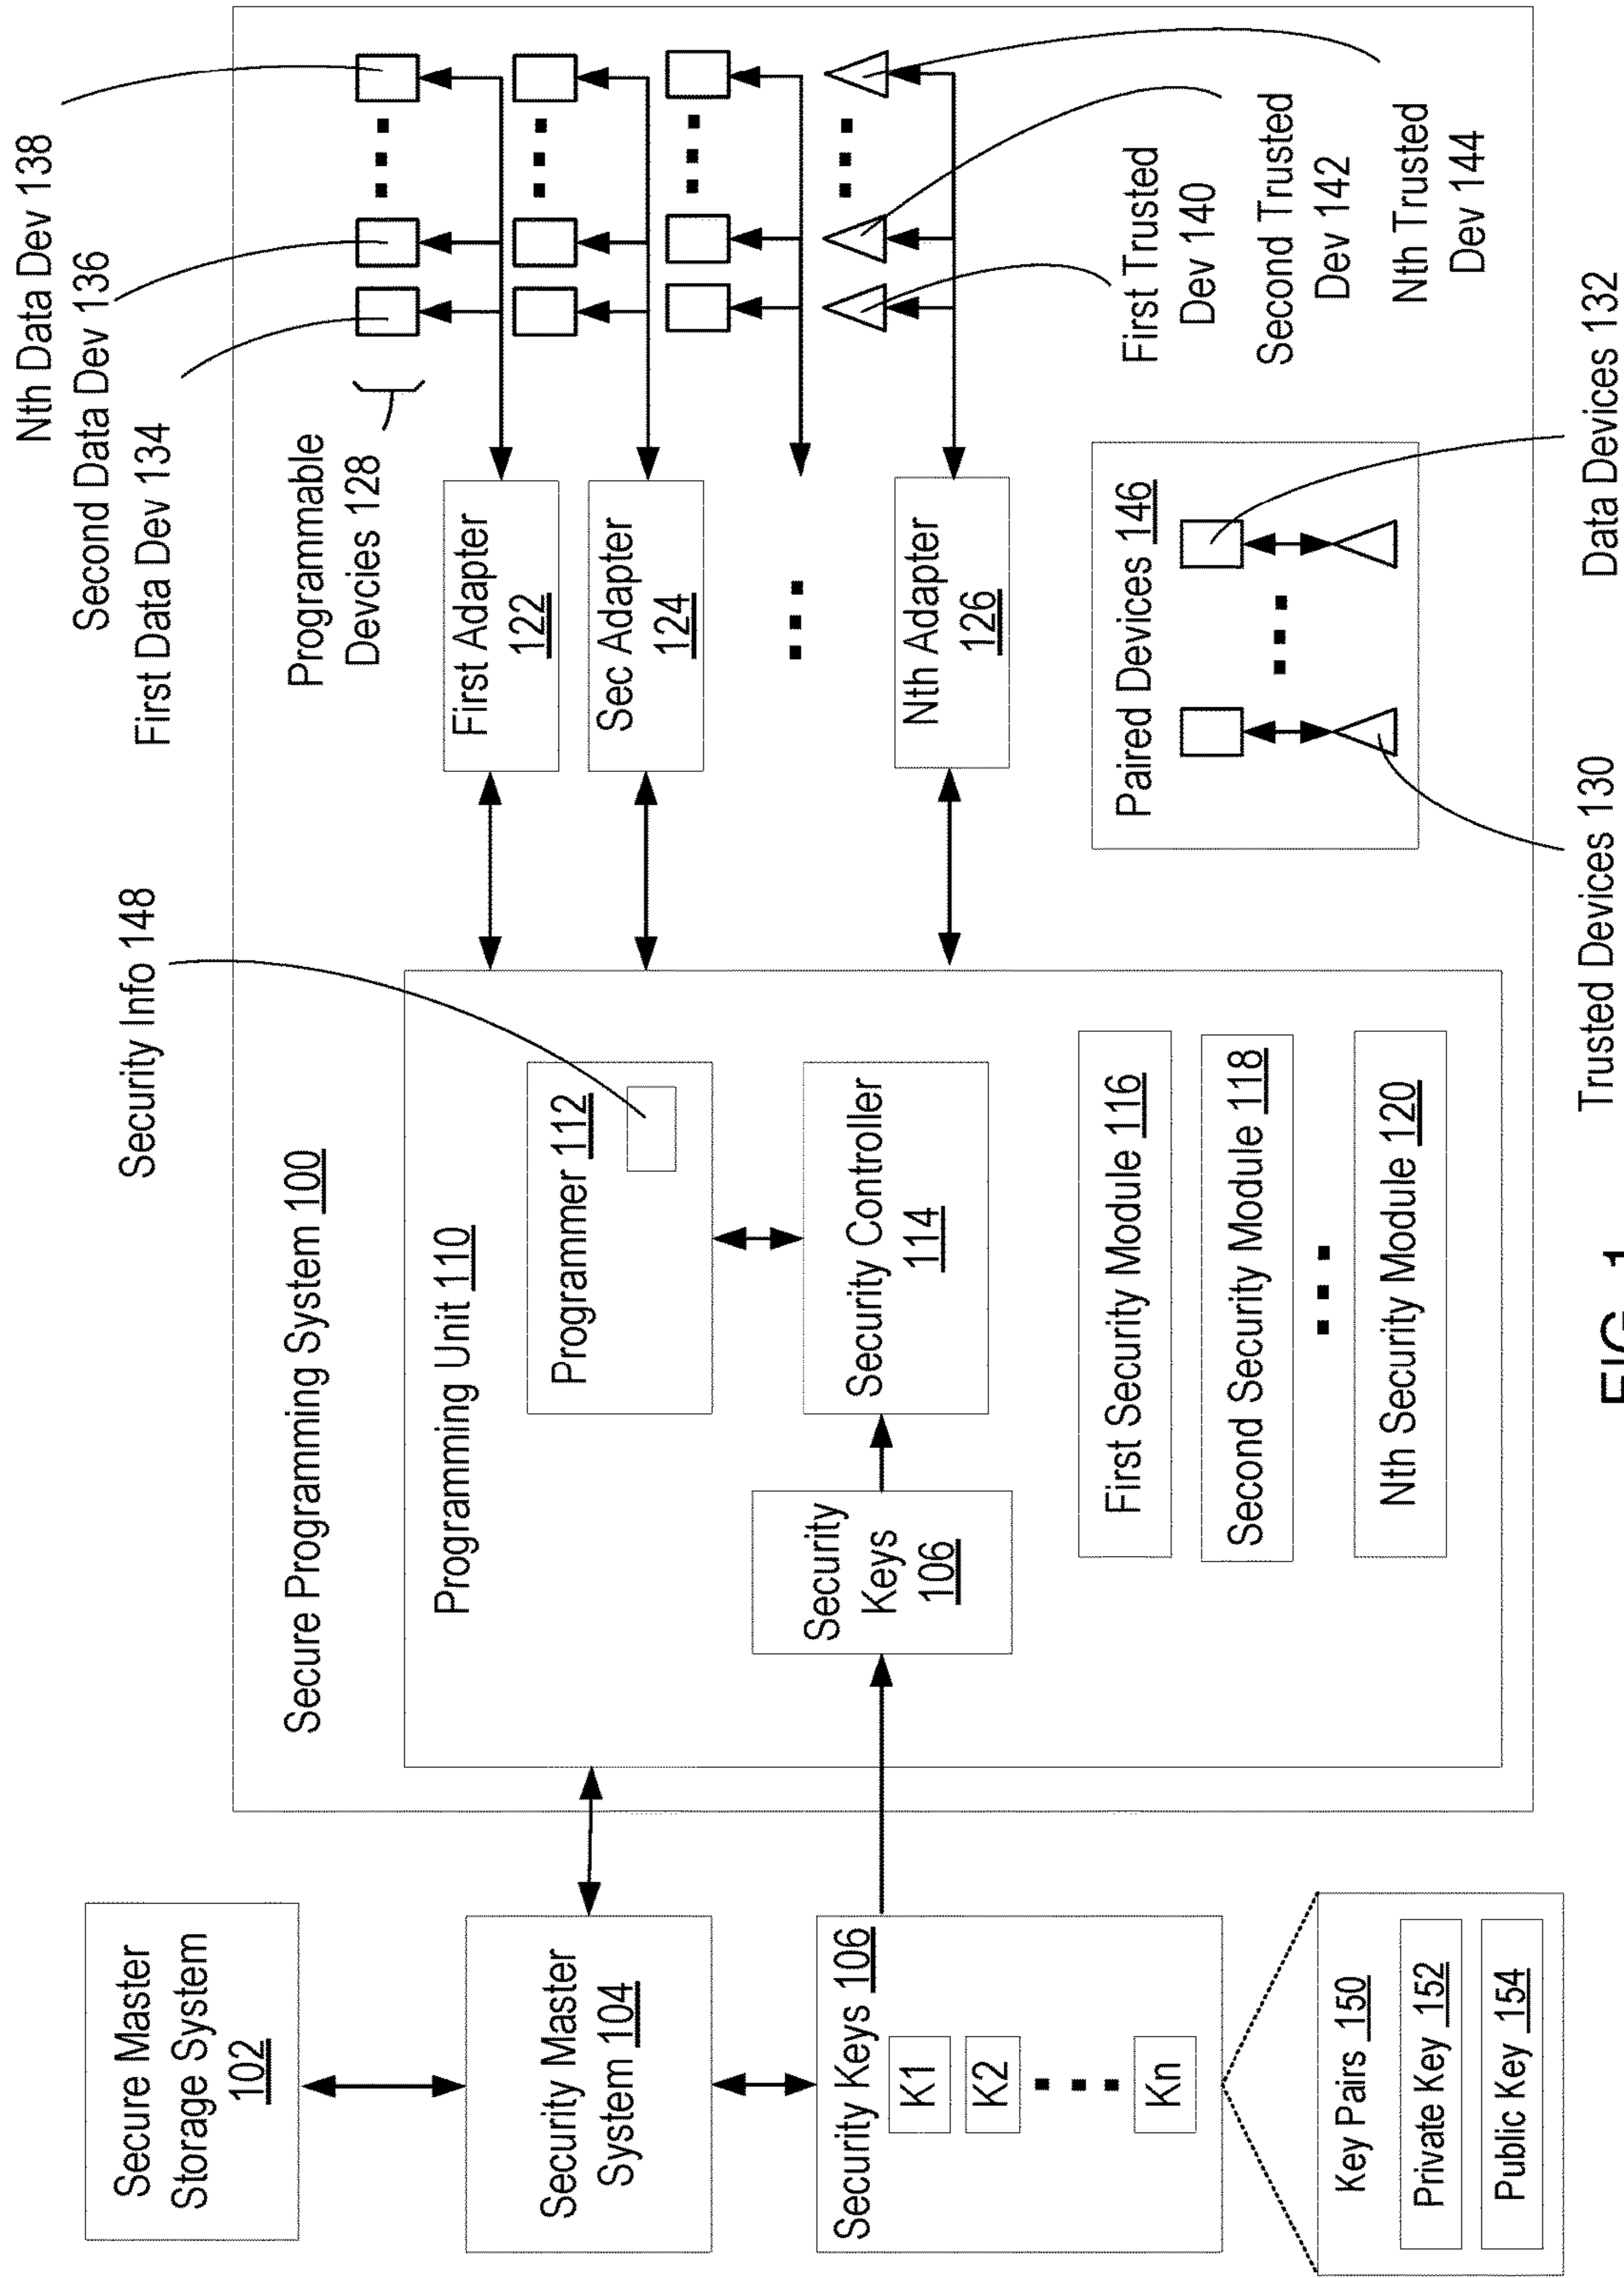 Secure Master
Storage System
102
Security Master
System 104
Security Keys 106
K1
K2
Kn
Key Pairs 150
Private Key 152
Public Key 154
Secure Programming System 100
Programming Unit 110
Security Info 148
Programmer 112
Security Controller
114
Security
Keys
106
First Security Module 116
Second Security Module 118
Nth Security Module 120
Nth Data Dev 138
Second Data Dev 136
First Data Dev 134
Programmable
Devcies 128
First Adapter
122
Sec Adapter
124
Nth Adapter
126
First Trusted
Dev 140
Second Trusted
Dev 142
Nth Trusted
Dev 144
Paired Devices 146
Trusted Devices 130
Data Devices 132
FIG. 1